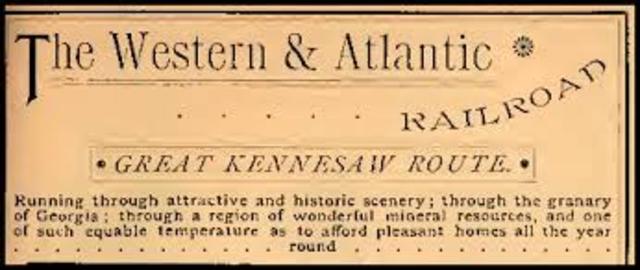 The Western & Atlantic
RAILROAD
GREAT KENNESAW ROUTE.
Running through attractive and historic scenery; through the granary
of Georgia; through a region of wonderful mineral resources, and one
of such equable temperature as to afford pleasant homes all the year
round